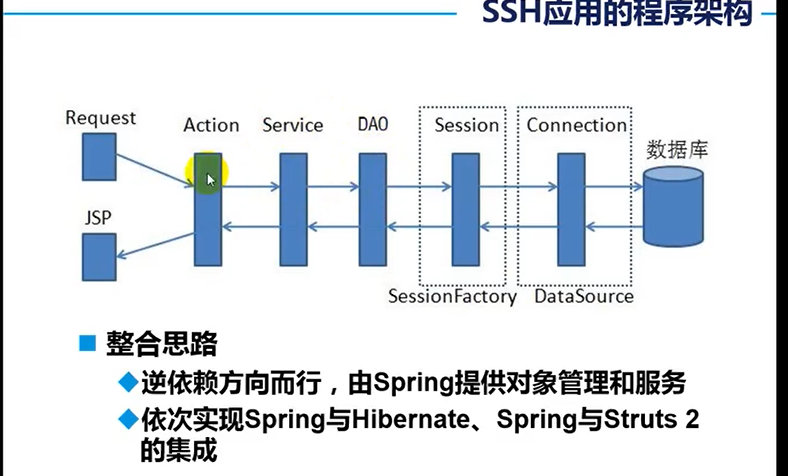 SSH应用的程序架构
Request
Action
Service
DAO
Session
Connection
数据库
JSP
SessionFactory
DataSource
整合思路
逆依赖方向而行，由Spring提供对象管理和服务
依次实现Spring与Hibernate、Spring与Struts 2
的集成